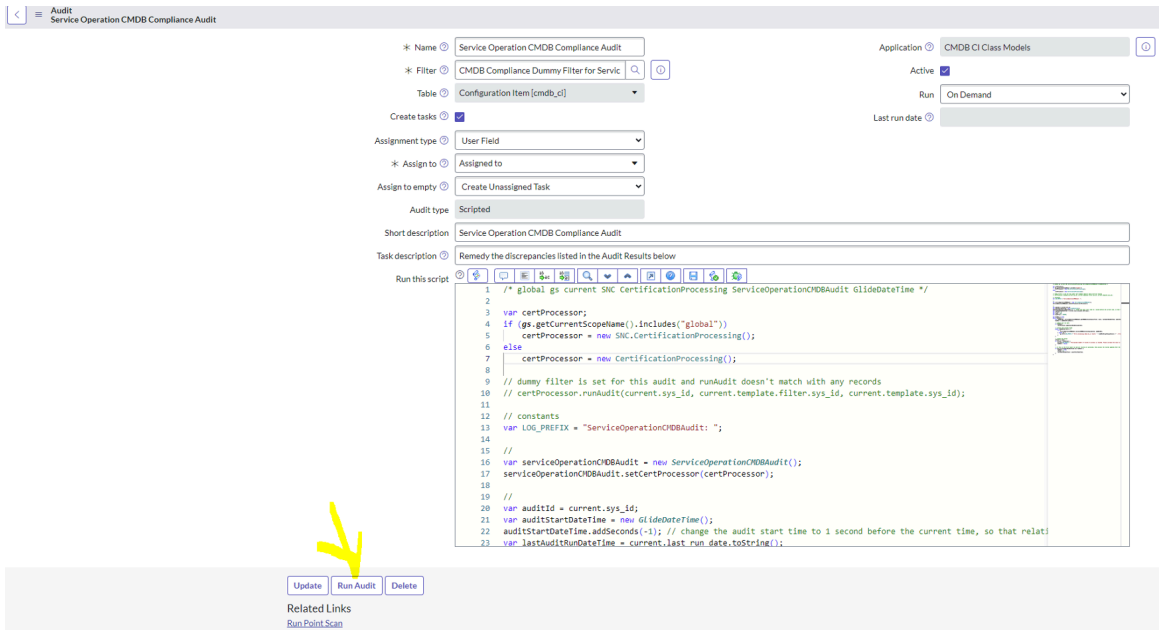 Audit
Service Operation CMDB Compliance Audit
Name Service Operation CMDB Compliance Audit
Application CMDB CI Class Models
Filter CMDB Compliance Dummy Filter for Servic
Active
Table Configuration Item [cmdb_ci]
Run On Demand
Create tasks
Last run date
Assignment type User Field
Assign to Assigned to
Assign to empty Create Unassigned Task
Audit type Scripted
Short description Service Operation CMDB Compliance Audit
Task description Remedy the discrepancies listed in the Audit Results below
Run this script
1 /* global gs current SNC CertificationProcessing ServiceOperationCMDBAudit GlideDateTime */
2
3 var certProcessor;
4 if (gs.getCurrentScopeName().includes("global"))
5 certProcessor = new SNC.CertificationProcessing();
6 else
7 certProcessor = new CertificationProcessing();
8
9 // dummy filter is set for this audit and runAudit doesn't match with any records
10 // certProcessor.runAudit(current.sys_id, current.template.filter.sys_id, current.template.sys_id);
11
12 // constants
13 var LOG_PREFIX = "ServiceOperationCMDBAudit: ";
14
15 //
16 var serviceOperationCMDBAudit = new ServiceOperationCMDBAudit();
17 serviceOperationCMDBAudit.setCertProcessor(certProcessor);
18
19 //
20 var auditId = current.sys_id;
21 var auditStartDateTime = new GlideDateTime();
22 auditStartDateTime.addSeconds(-1); // change the audit start time to 1 second before the current time, so that relati
23 var lastAuditRunDateTime = current.last_run_date.toString();
Update Run Audit Delete
Related Links
Run Point Scan